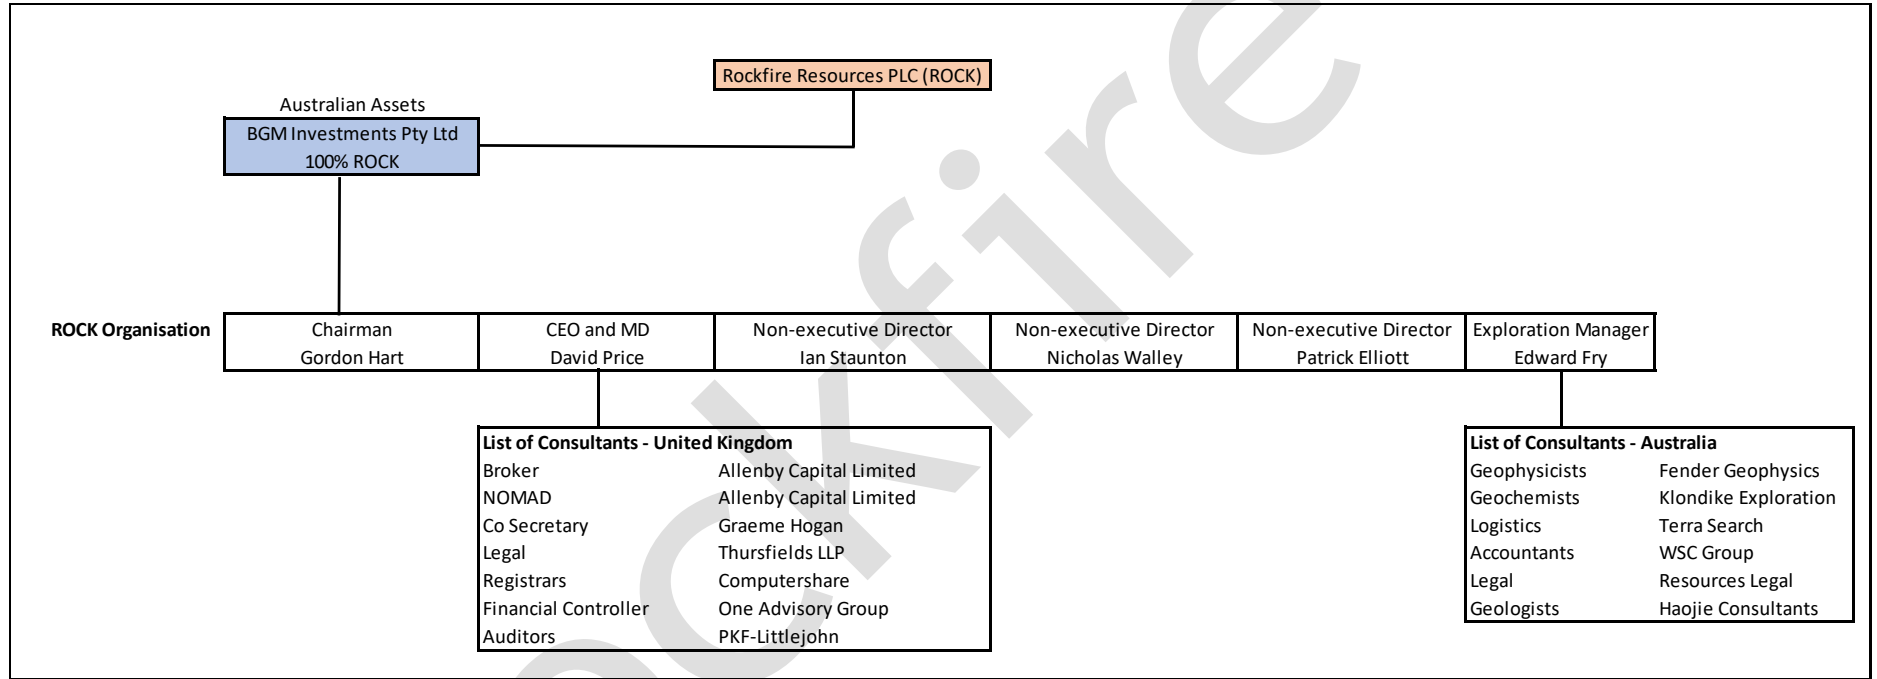 Rockfire Resources PLC (ROCK)
Australian Assets
BGM Investments Pty Ltd
100% ROCK
ROCK Organisation
Chairman
Gordon Hart
CEO and MD
David Price
Non-executive Director
Ian Staunton
Non-executive Director
Nicholas Walley
Non-executive Director
Patrick Elliott
Exploration Manager
Edward Fry
List of Consultants - United Kingdom
Broker Allenby Capital Limited
NOMAD Allenby Capital Limited
Co Secretary Graeme Hogan
Legal Thursfields LLP
Registrars Computershare
Financial Controller One Advisory Group
Auditors PKF-Littlejohn
List of Consultants - Australia
Geophysicists Fender Geophysics
Geochemists Klondike Exploration
Logistics Terra Search
Accountants WSC Group
Legal Resources Legal
Geologists Haojie Consultants
ockfire